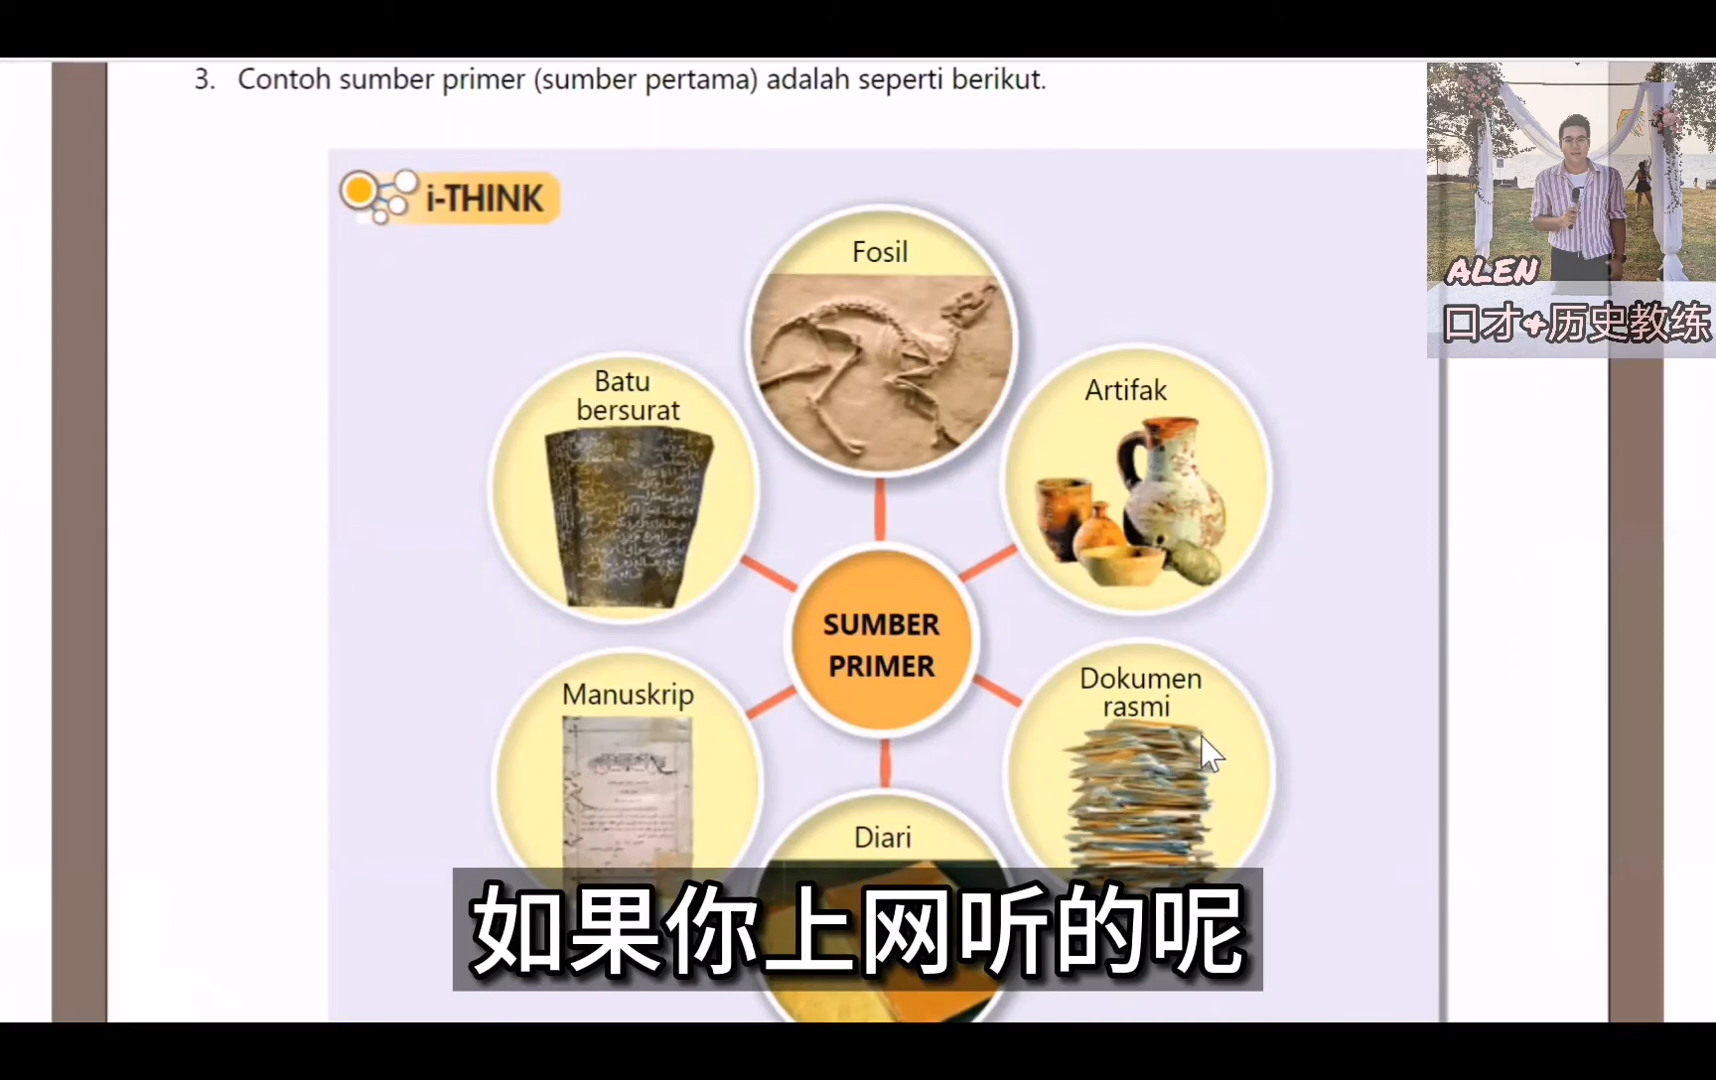 3. Contoh sumber primer (sumber pertama) adalah seperti berikut.
i-THINK
Fosil
Batu
bersurat
Artifak
SUMBER
PRIMER
Manuskrip
Dokumen
rasmi
Diari
ALEN
口才+历史教练
如果你上网听的呢